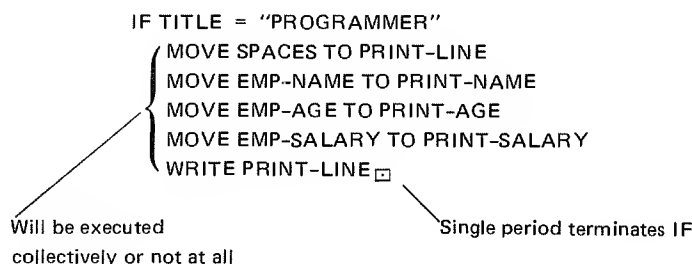 IF TITLE = "PROGRAMMER"
MOVE SPACES TO PRINT-LINE
MOVE EMP-NAME TO PRINT-NAME
MOVE EMP-AGE TO PRINT-AGE
MOVE EMP-SALARY TO PRINT-SALARY
WRITE PRINT-LINE.
Will be executed
collectively or not at all
Single period terminates IF